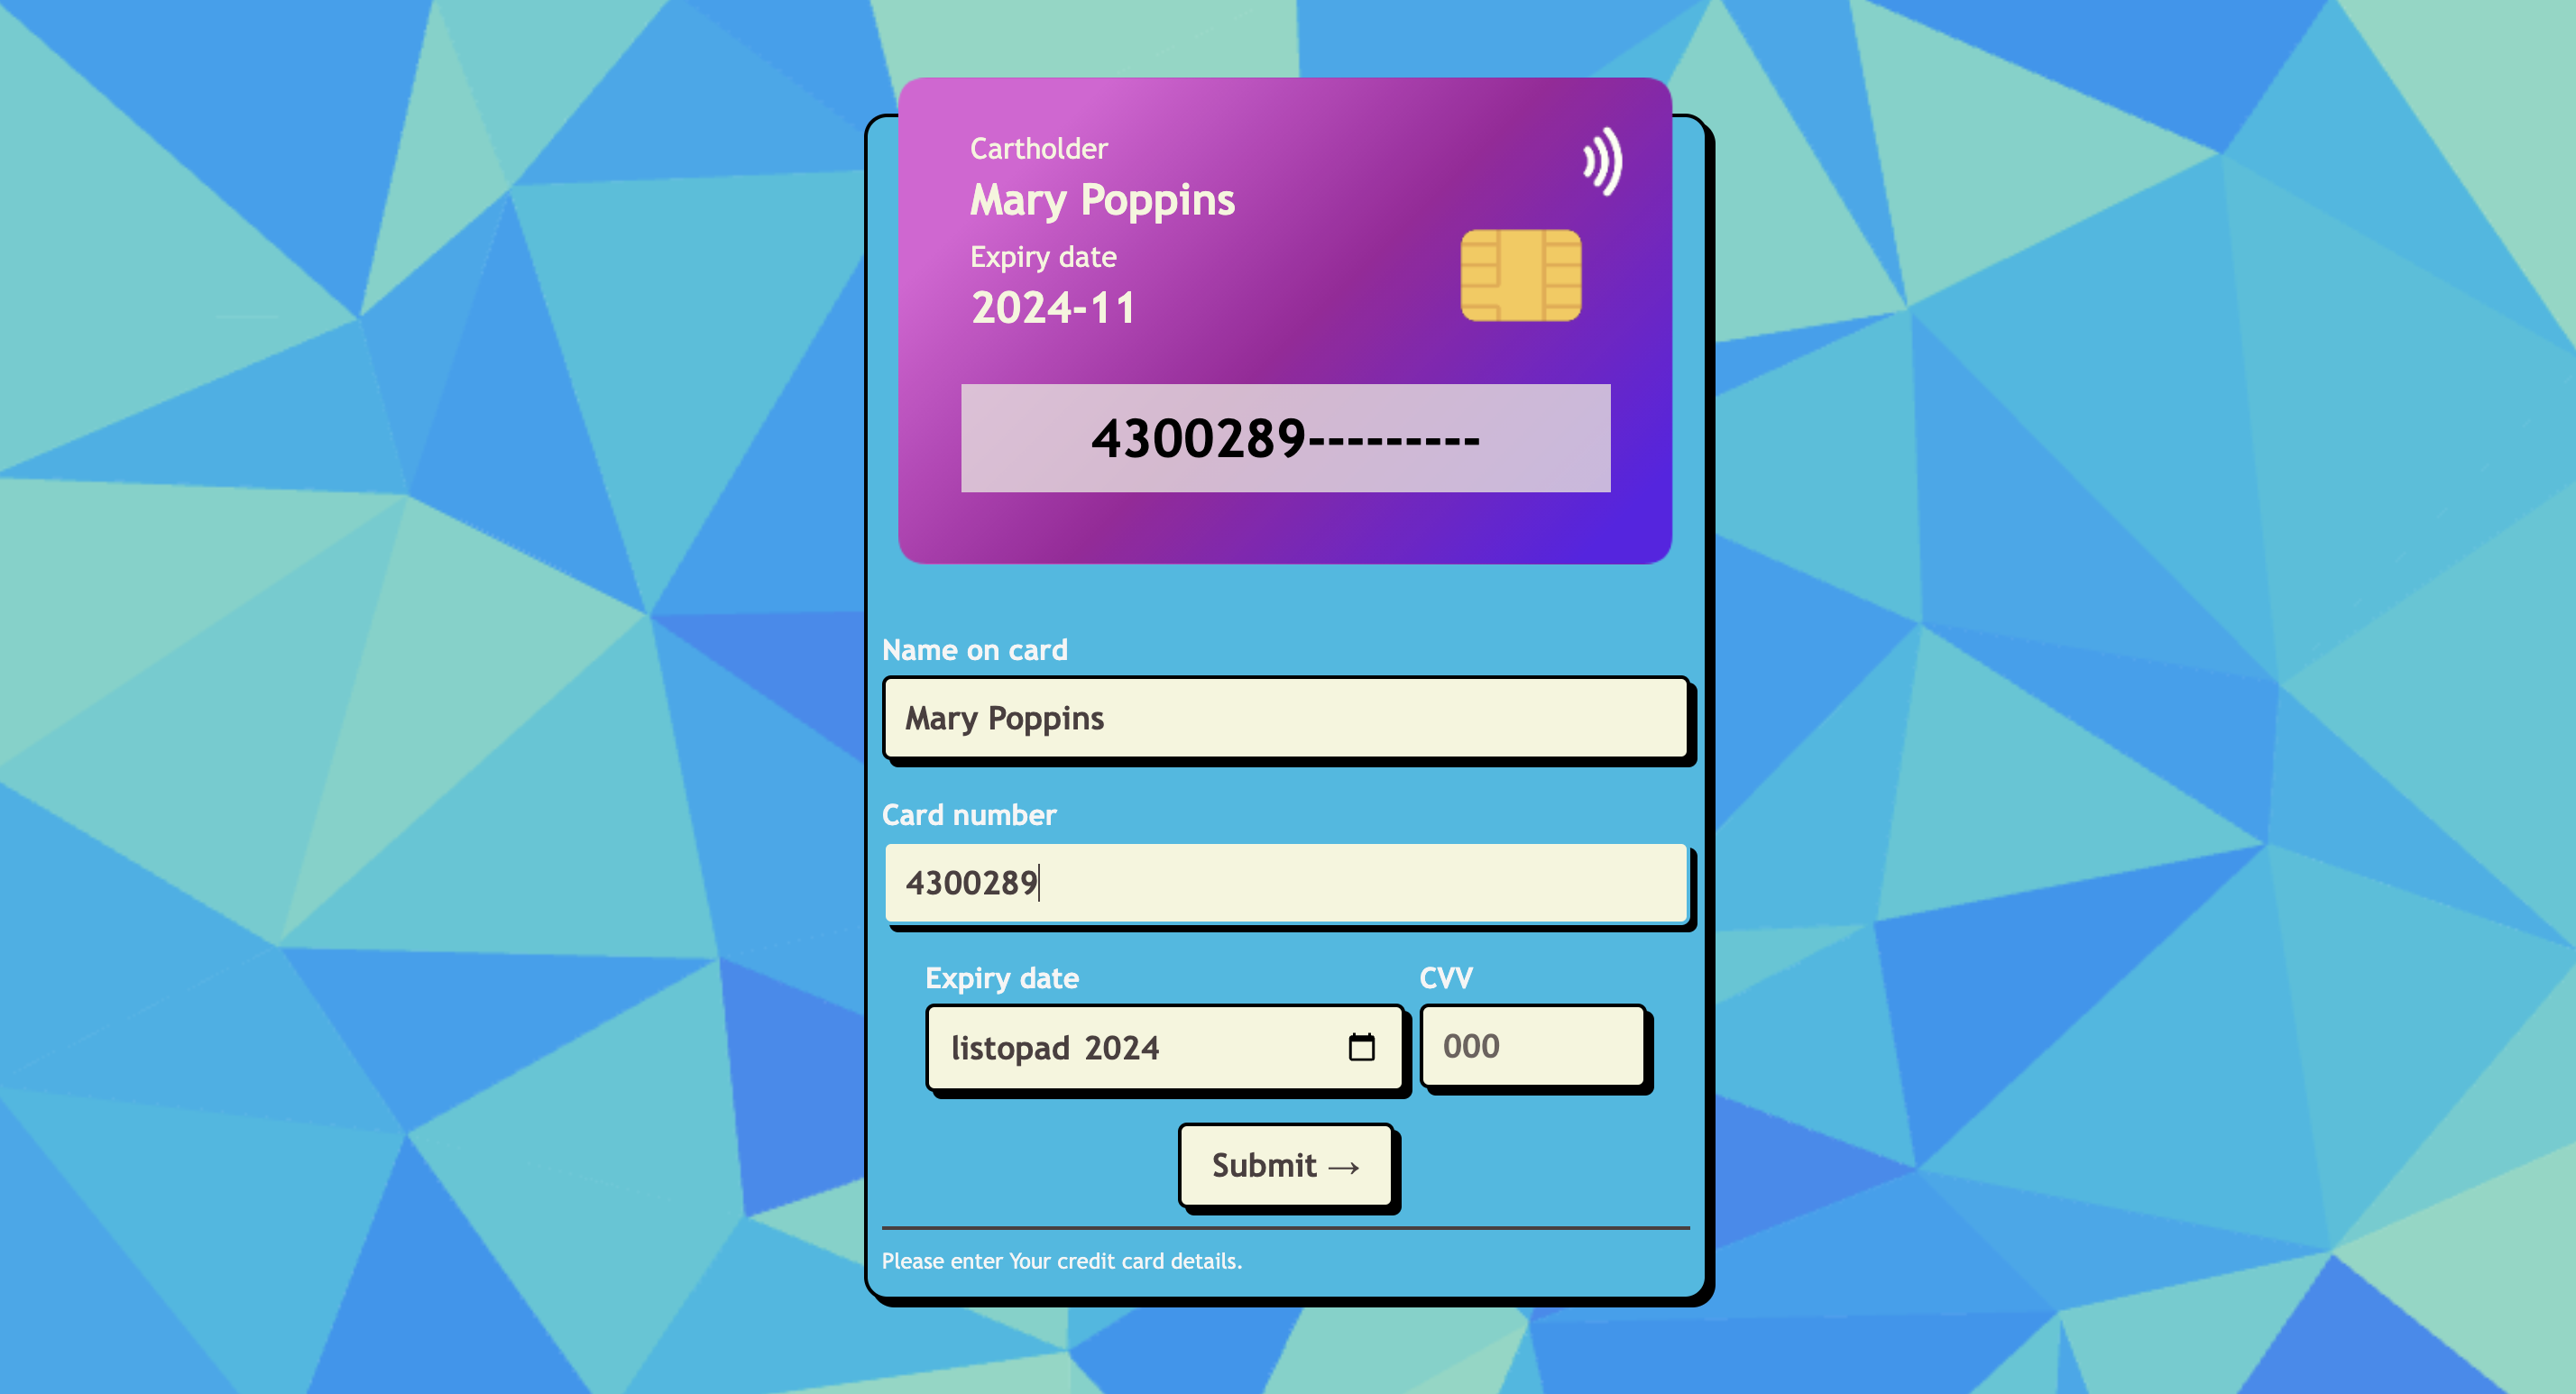 Cartholder
Mary Poppins
Expiry date
2024-11
4300289---------
Name on card
Mary Poppins
Card number
4300289
Expiry date CVV
listopad 2024 000
Submit →
Please enter Your credit card details.